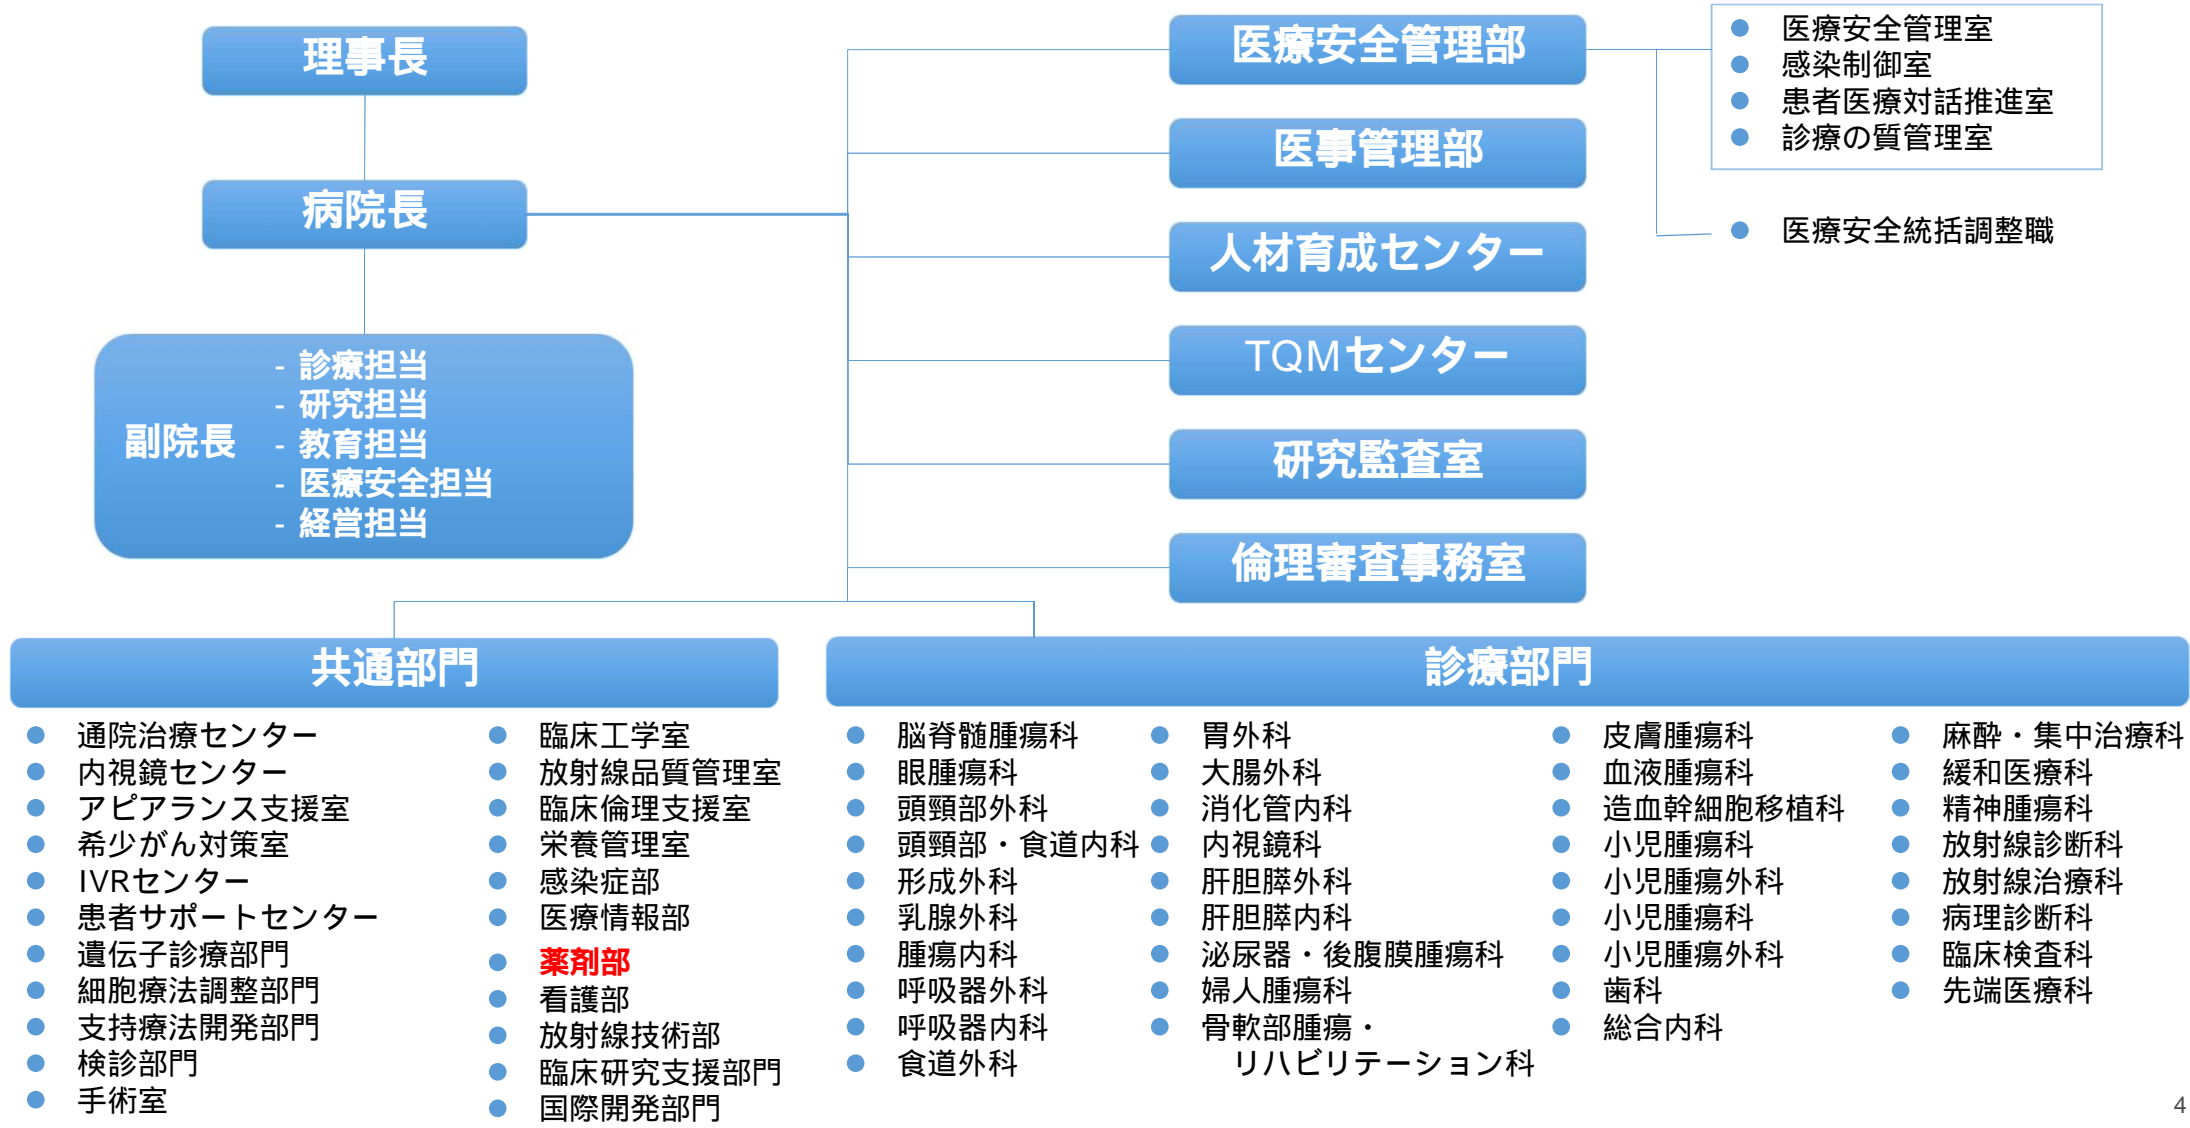 理事長
病院長
副院長
- 診療担当
- 研究担当
- 教育担当
- 医療安全担当
- 経営担当
医療安全管理部
医事管理部
人材育成センター
TQMセンター
研究監査室
倫理審査事務室
● 医療安全管理室
● 感染制御室
● 患者医療対話推進室
● 診療の質管理室
● 医療安全統括調整職
共通部門
● 通院治療センター
● 内視鏡センター
● アピアランス支援室
● 希少がん対策室
● IVRセンター
● 患者サポートセンター
● 遺伝子診療部門
● 細胞療法調整部門
● 支持療法開発部門
● 検診部門
● 手術室
● 臨床工学室
● 放射線品質管理室
● 臨床倫理支援室
● 栄養管理室
● 感染症部
● 医療情報部
● 薬剤部
● 看護部
● 放射線技術部
● 臨床研究支援部門
● 国際開発部門
診療部門
● 脳脊髄腫瘍科
● 眼腫瘍科
● 頭頸部外科
● 頭頸部・食道内科
● 形成外科
● 乳腺外科
● 腫瘍内科
● 呼吸器外科
● 呼吸器内科
● 食道外科
● 胃外科
● 大腸外科
● 消化管内科
● 内視鏡科
● 肝胆膵外科
● 肝胆膵内科
● 泌尿器・後腹膜腫瘍科
● 婦人腫瘍科
● 骨軟部腫瘍・
リハビリテーション科
● 皮膚腫瘍科
● 血液腫瘍科
● 造血幹細胞移植科
● 小児腫瘍科
● 小児腫瘍外科
● 小児腫瘍科
● 小児腫瘍外科
● 歯科
● 総合内科
● 麻酔・集中治療科
● 緩和医療科
● 精神腫瘍科
● 放射線診断科
● 放射線治療科
● 病理診断科
● 臨床検査科
● 先端医療科
4